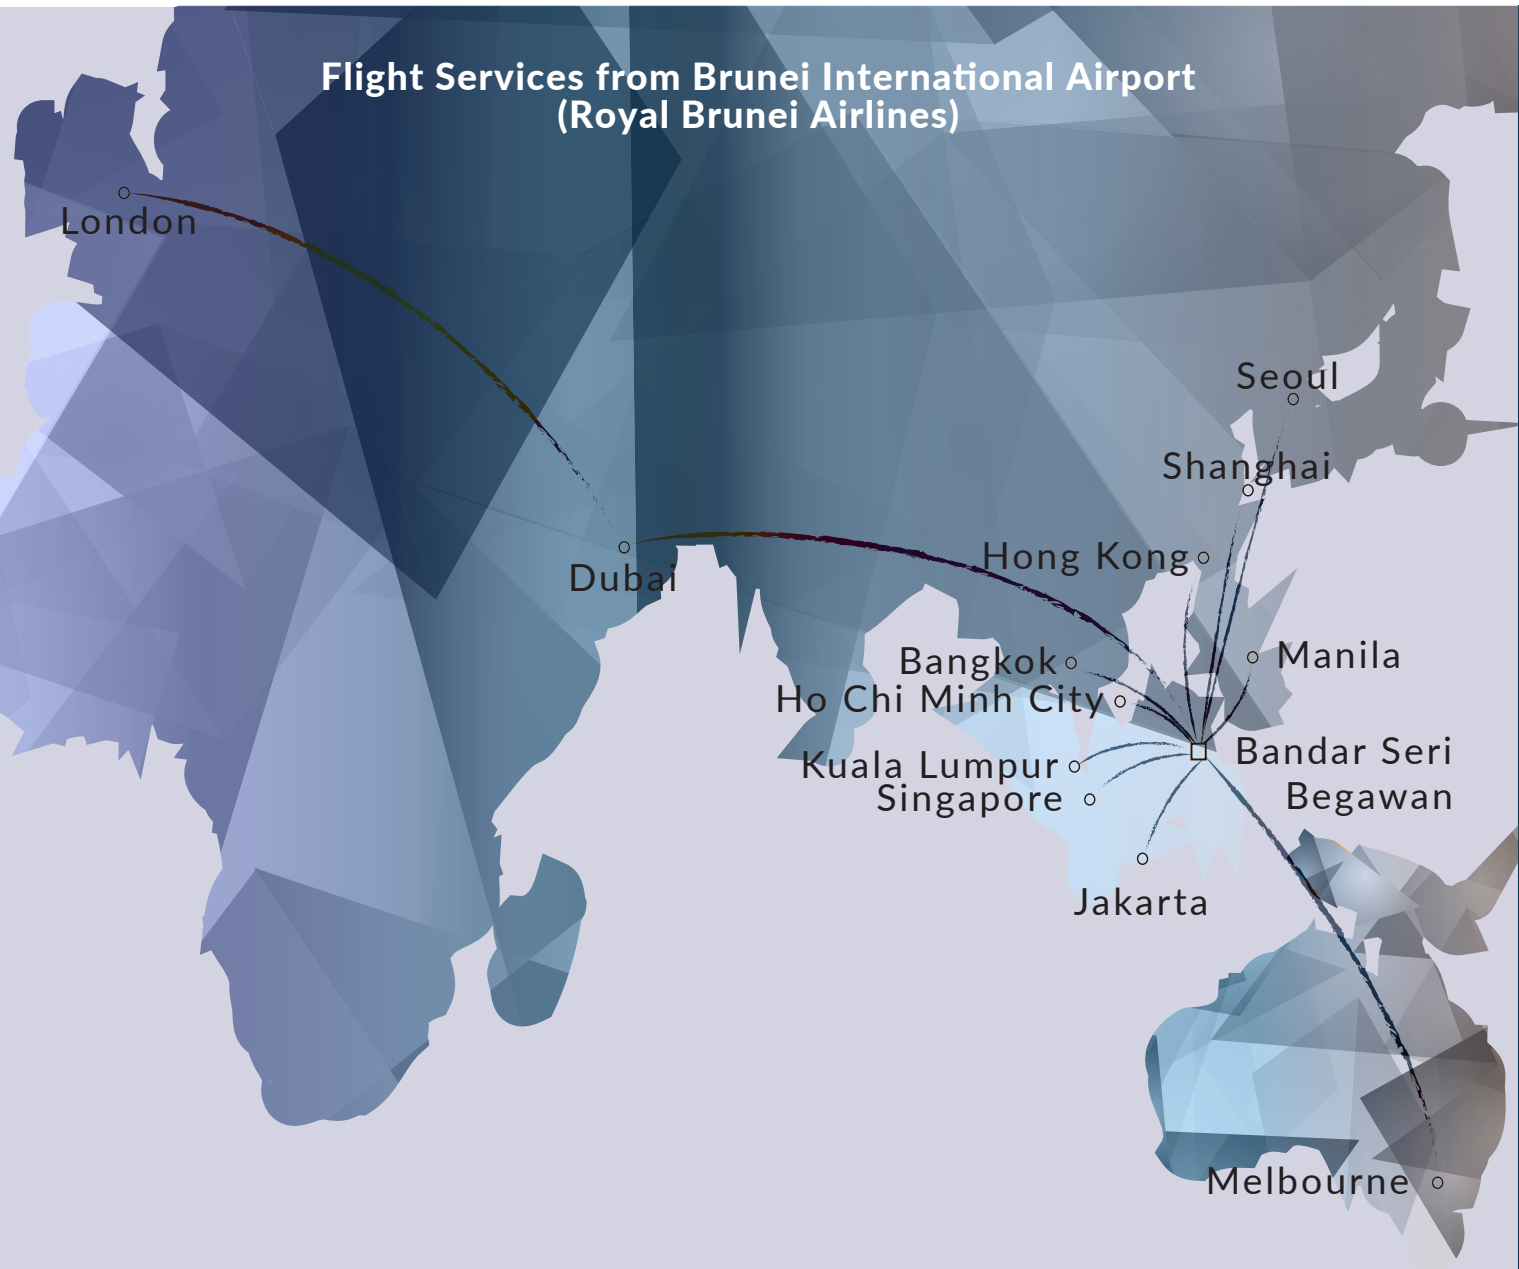 Flight Services from Brunei International Airport
(Royal Brunei Airlines)
London
Seoul
Shanghai
Hong Kong
Dubai
Bangkok
Manila
Ho Chi Minh City
Kuala Lumpur
Bandar Seri
Begawan
Singapore
Jakarta
Melbourne